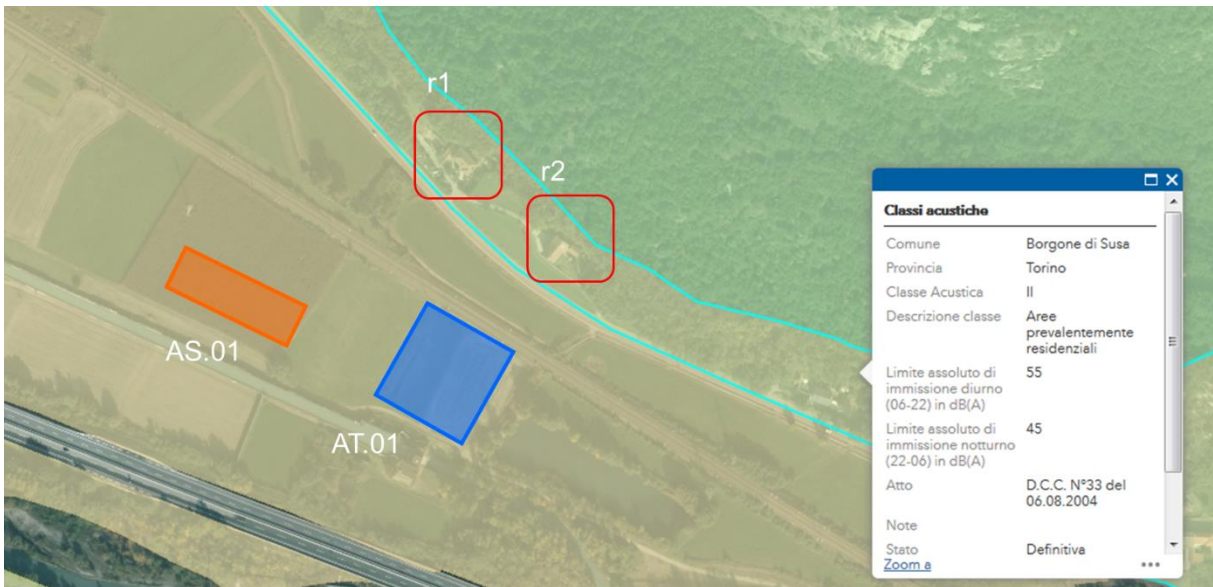 r1
r2
AS.01
AT.01
Classi acustiche
Comune Borgone di Susa
Provincia Torino
Classe Acustica II
Descrizione classe Aree
prevalentemente
residenziali
Limite assoluto di 55
immissione diurno
(06-22) in dB(A)
Limite assoluto di 45
immissione notturno
(22-06) in dB(A)
Atto D.C.C. N°33 del
06.08.2004
Note
Stato Definitiva
Zoom a